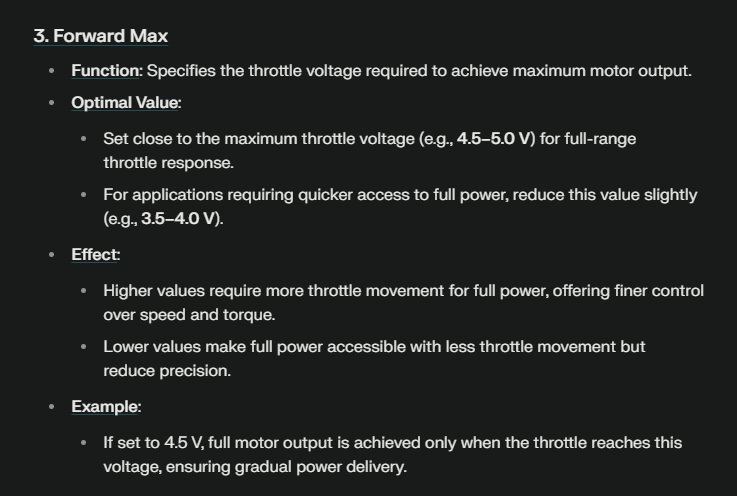 3. Forward Max
• Function: Specifies the throttle voltage required to achieve maximum motor output.
• Optimal Value:
• Set close to the maximum throttle voltage (e.g., 4.5–5.0 V) for full-range
throttle response.
• For applications requiring quicker access to full power, reduce this value slightly
(e.g., 3.5–4.0 V).
• Effect:
• Higher values require more throttle movement for full power, offering finer control
over speed and torque.
• Lower values make full power accessible with less throttle movement but
reduce precision.
• Example:
• If set to 4.5 V, full motor output is achieved only when the throttle reaches this
voltage, ensuring gradual power delivery.